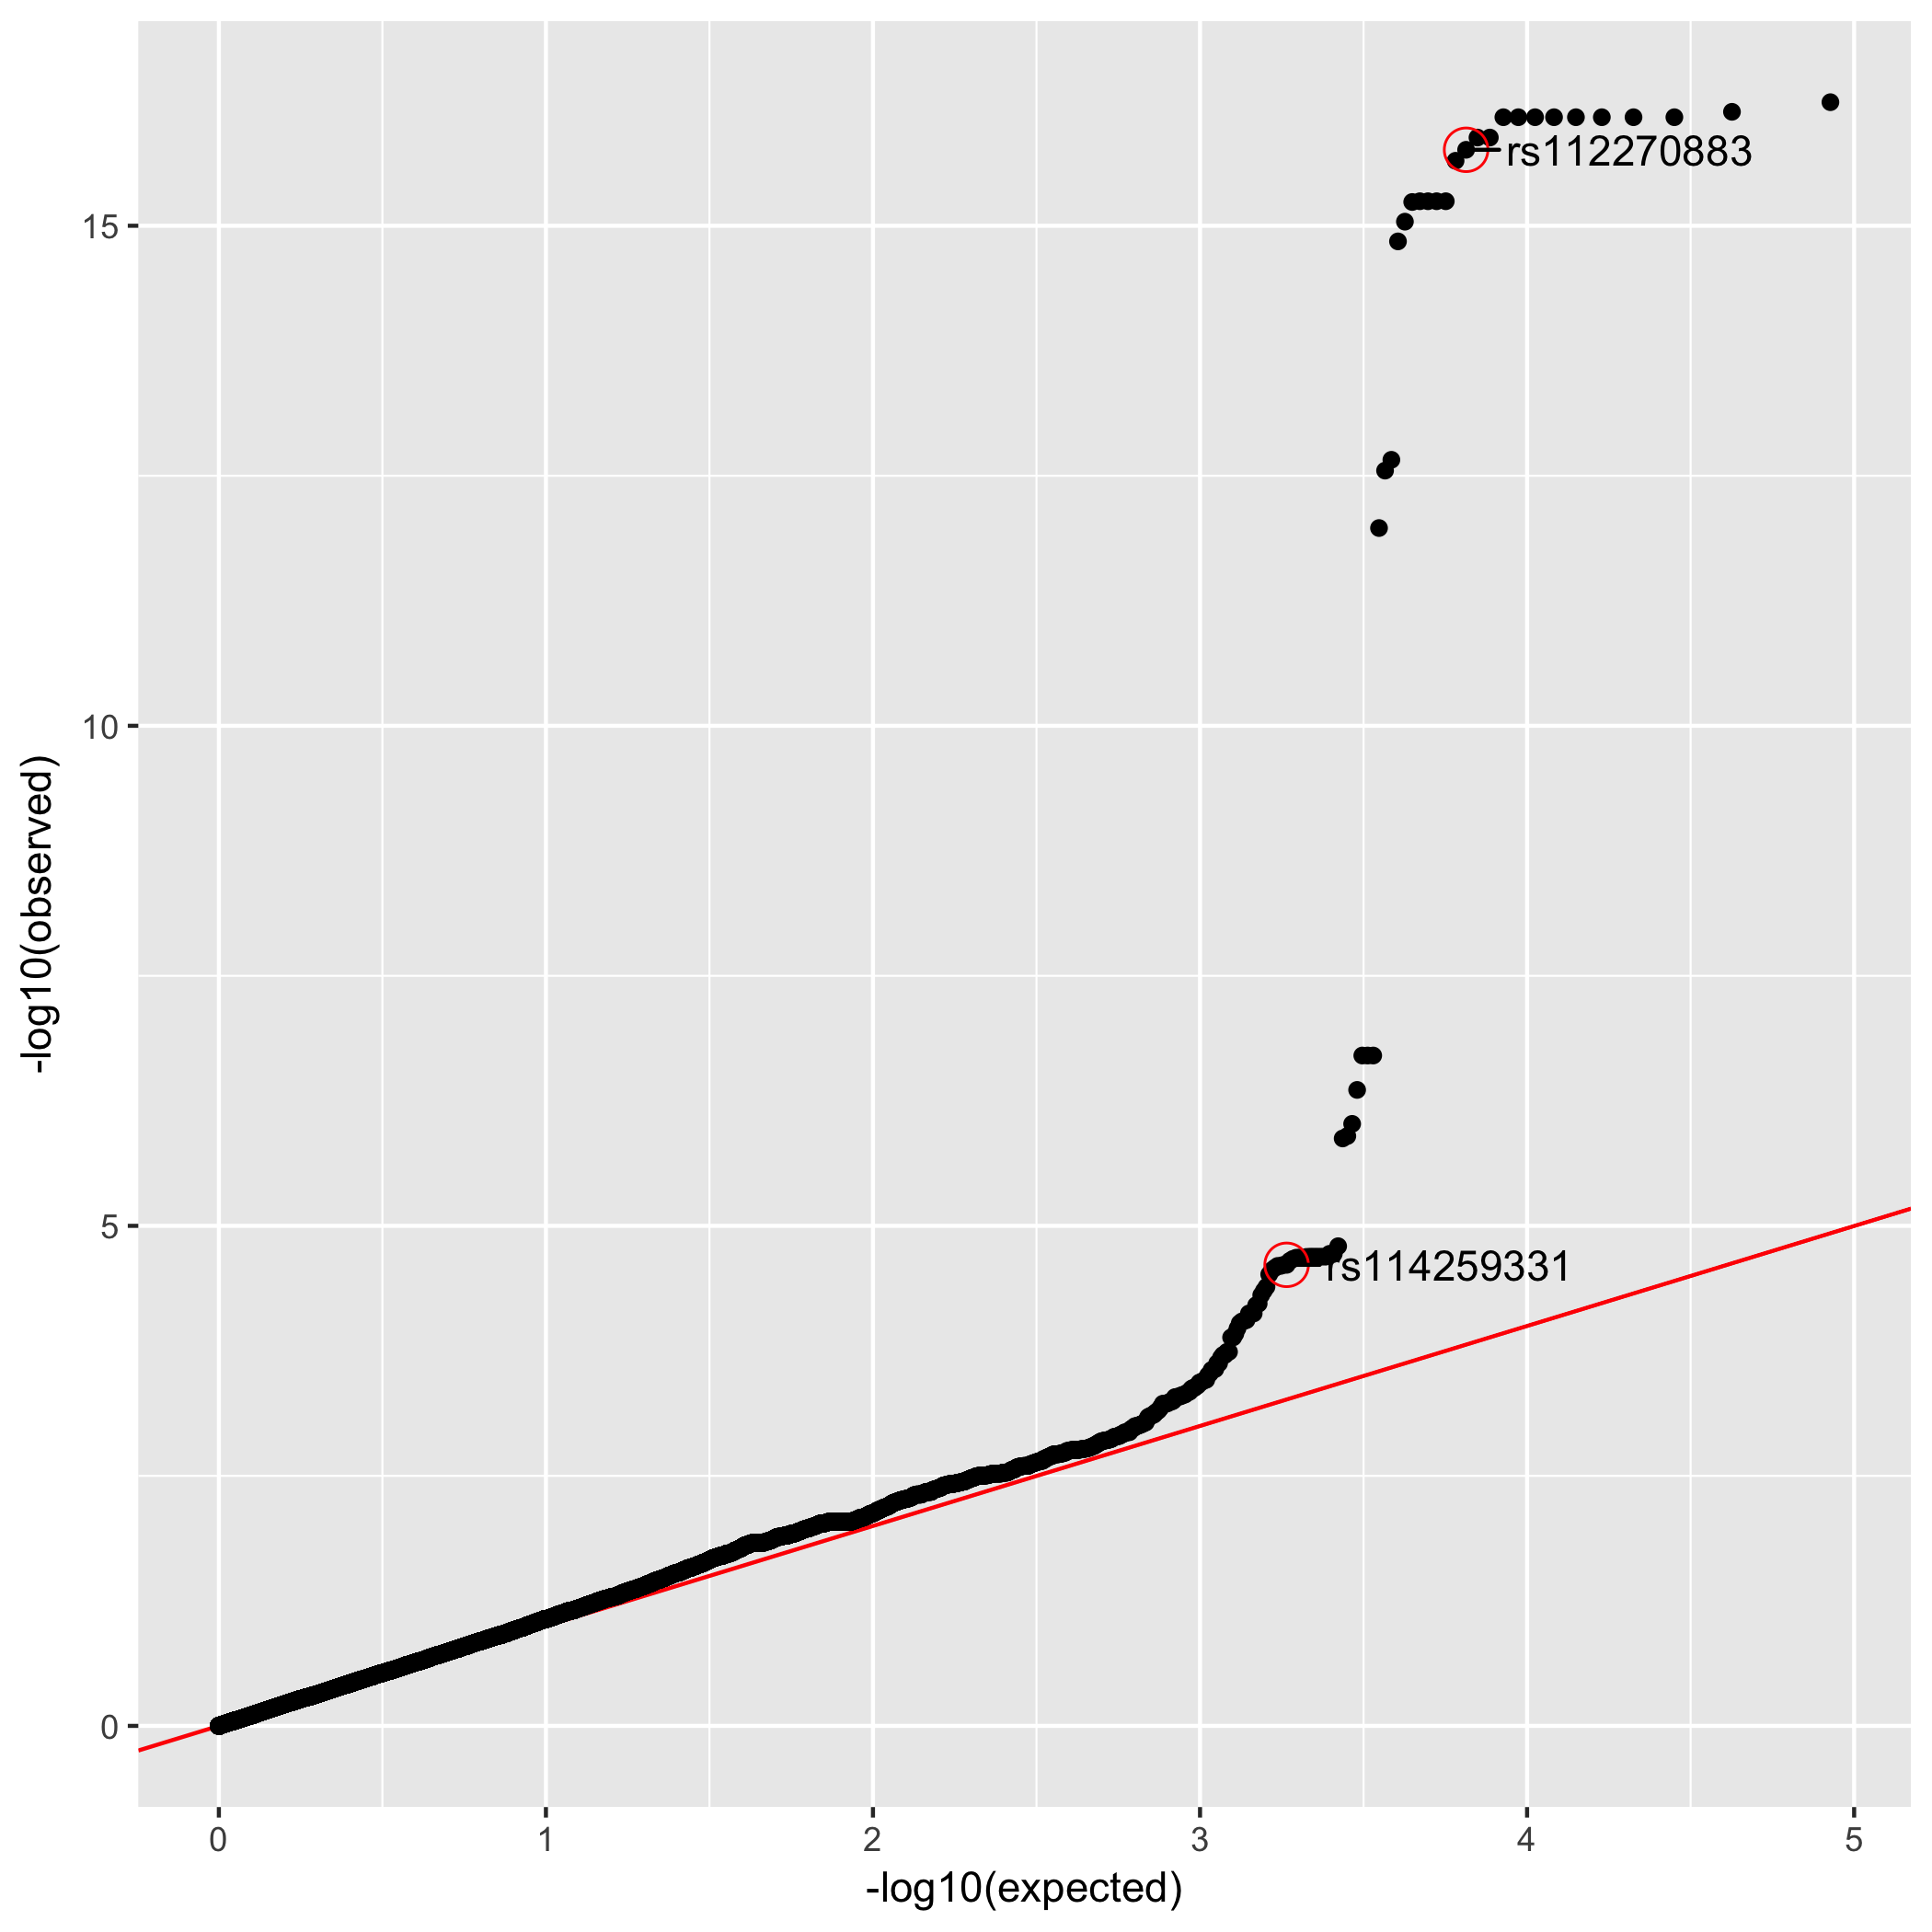 rs112270883
15
10
5
rs114259331
0
-log10(observed)
0 1 2 3 4 5
-log10(expected)